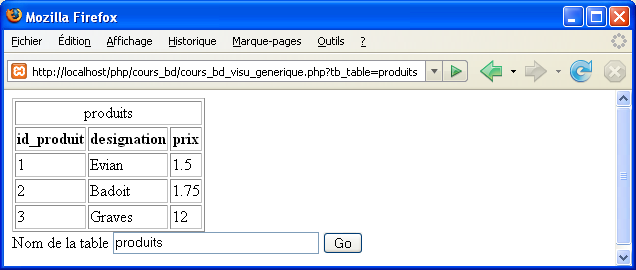 Mozilla Firefox
Fichier Édition Affichage Historique Marque-pages Outils ?
http://localhost/php/cours_bd/cours_bd_visu_generique.php?tb_table=produits
produits
id_produit designation prix
1 Evian 1.5
2 Badoit 1.75
3 Graves 12
Nom de la table produits Go